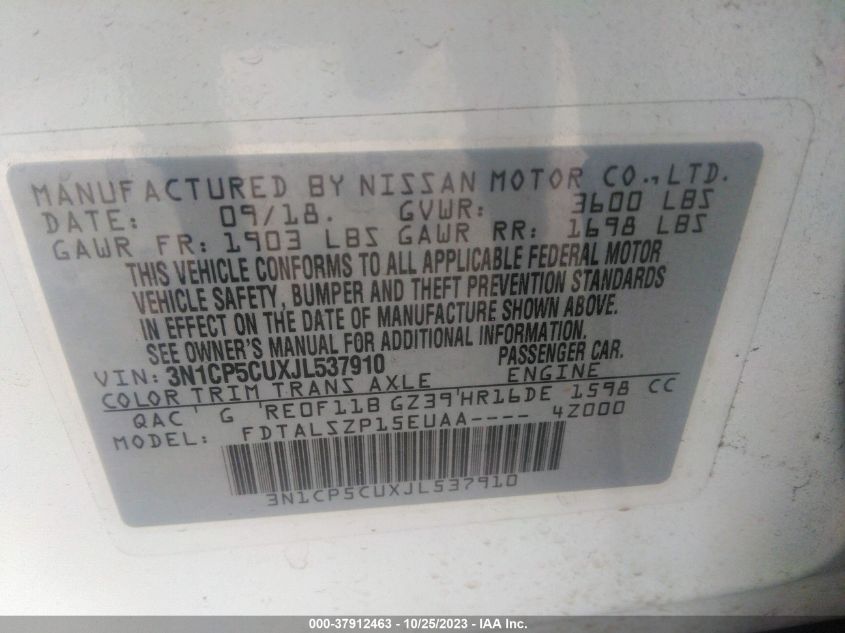 MANUFACTURED BY NISSAN MOTOR CO., LTD.
DATE: 09/18. GVWR: 3600 LBS
GAWR FR: 1903 LBS GAWR RR: 1698 LBS
THIS VEHICLE CONFORMS TO ALL APPLICABLE FEDERAL MOTOR
VEHICLE SAFETY, BUMPER AND THEFT PREVENTION STANDARDS
IN EFFECT ON THE DATE OF MANUFACTURE SHOWN ABOVE.
SEE OWNER'S MANUAL FOR ADDITIONAL INFORMATION.
VIN: 3N1CP5CUXJL537910 PASSENGER CAR.
COLOR TRIM TRANS AXLE ENGINE
QAC G RE0F11B GZ39 HR16DE 1598 CC
MODEL: FDTALSZP15EUAA---- 4Z000
3N1CP5CUXJL537910
000-37912463 - 10/25/2023 - IAA Inc.